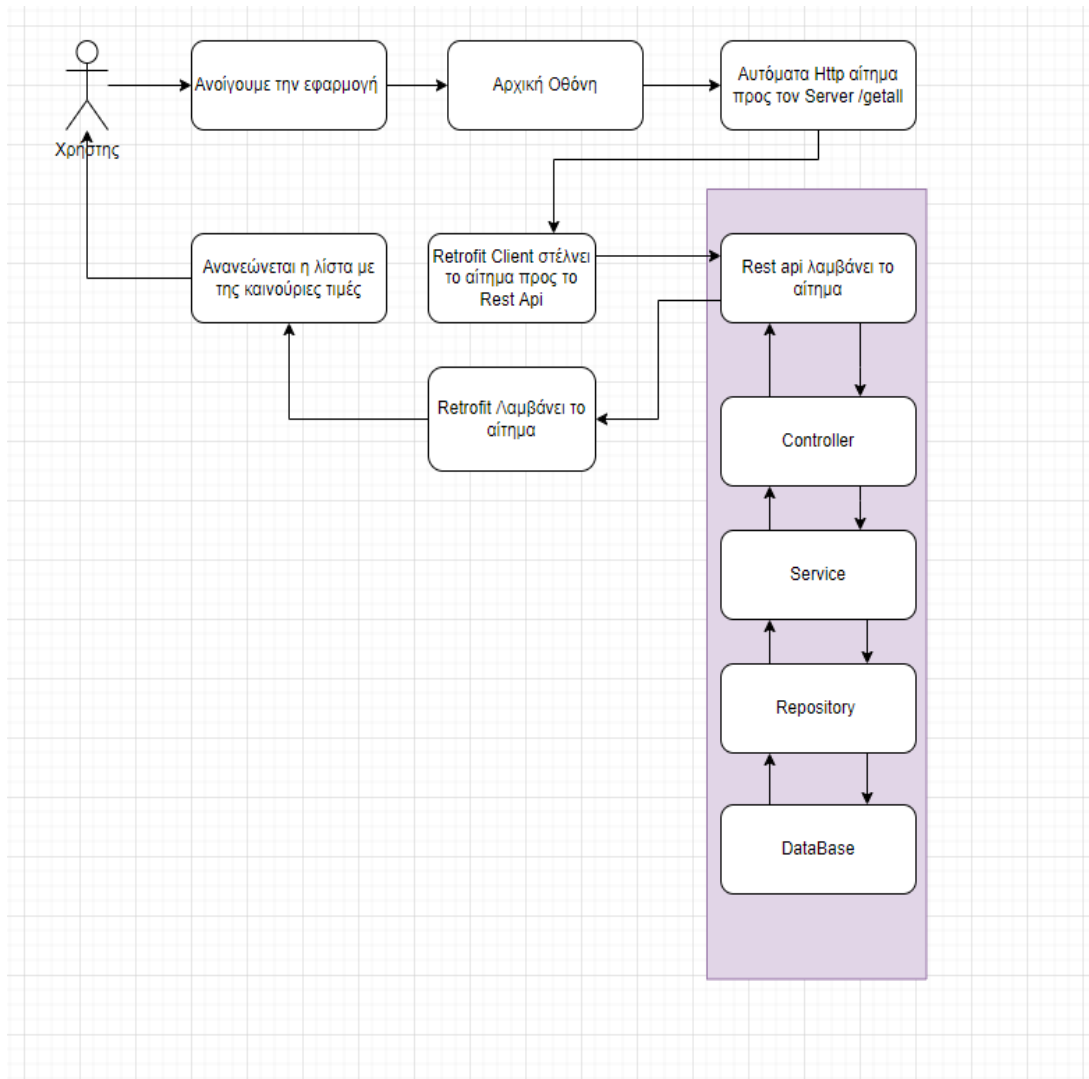 Ανοίγουμε την εφαρμογή
Αρχική Οθόνη
Αυτόματα Http αίτημα
προς τον Server /getall
Χρήστης
Ανανεώνεται η λίστα με
της καινούριες τιμές
Retrofit Client στέλνει
το αίτημα προς το
Rest Api
Rest api λαμβάνει το
αίτημα
Retrofit Λαμβάνει το
αίτημα
Controller
Service
Repository
DataBase